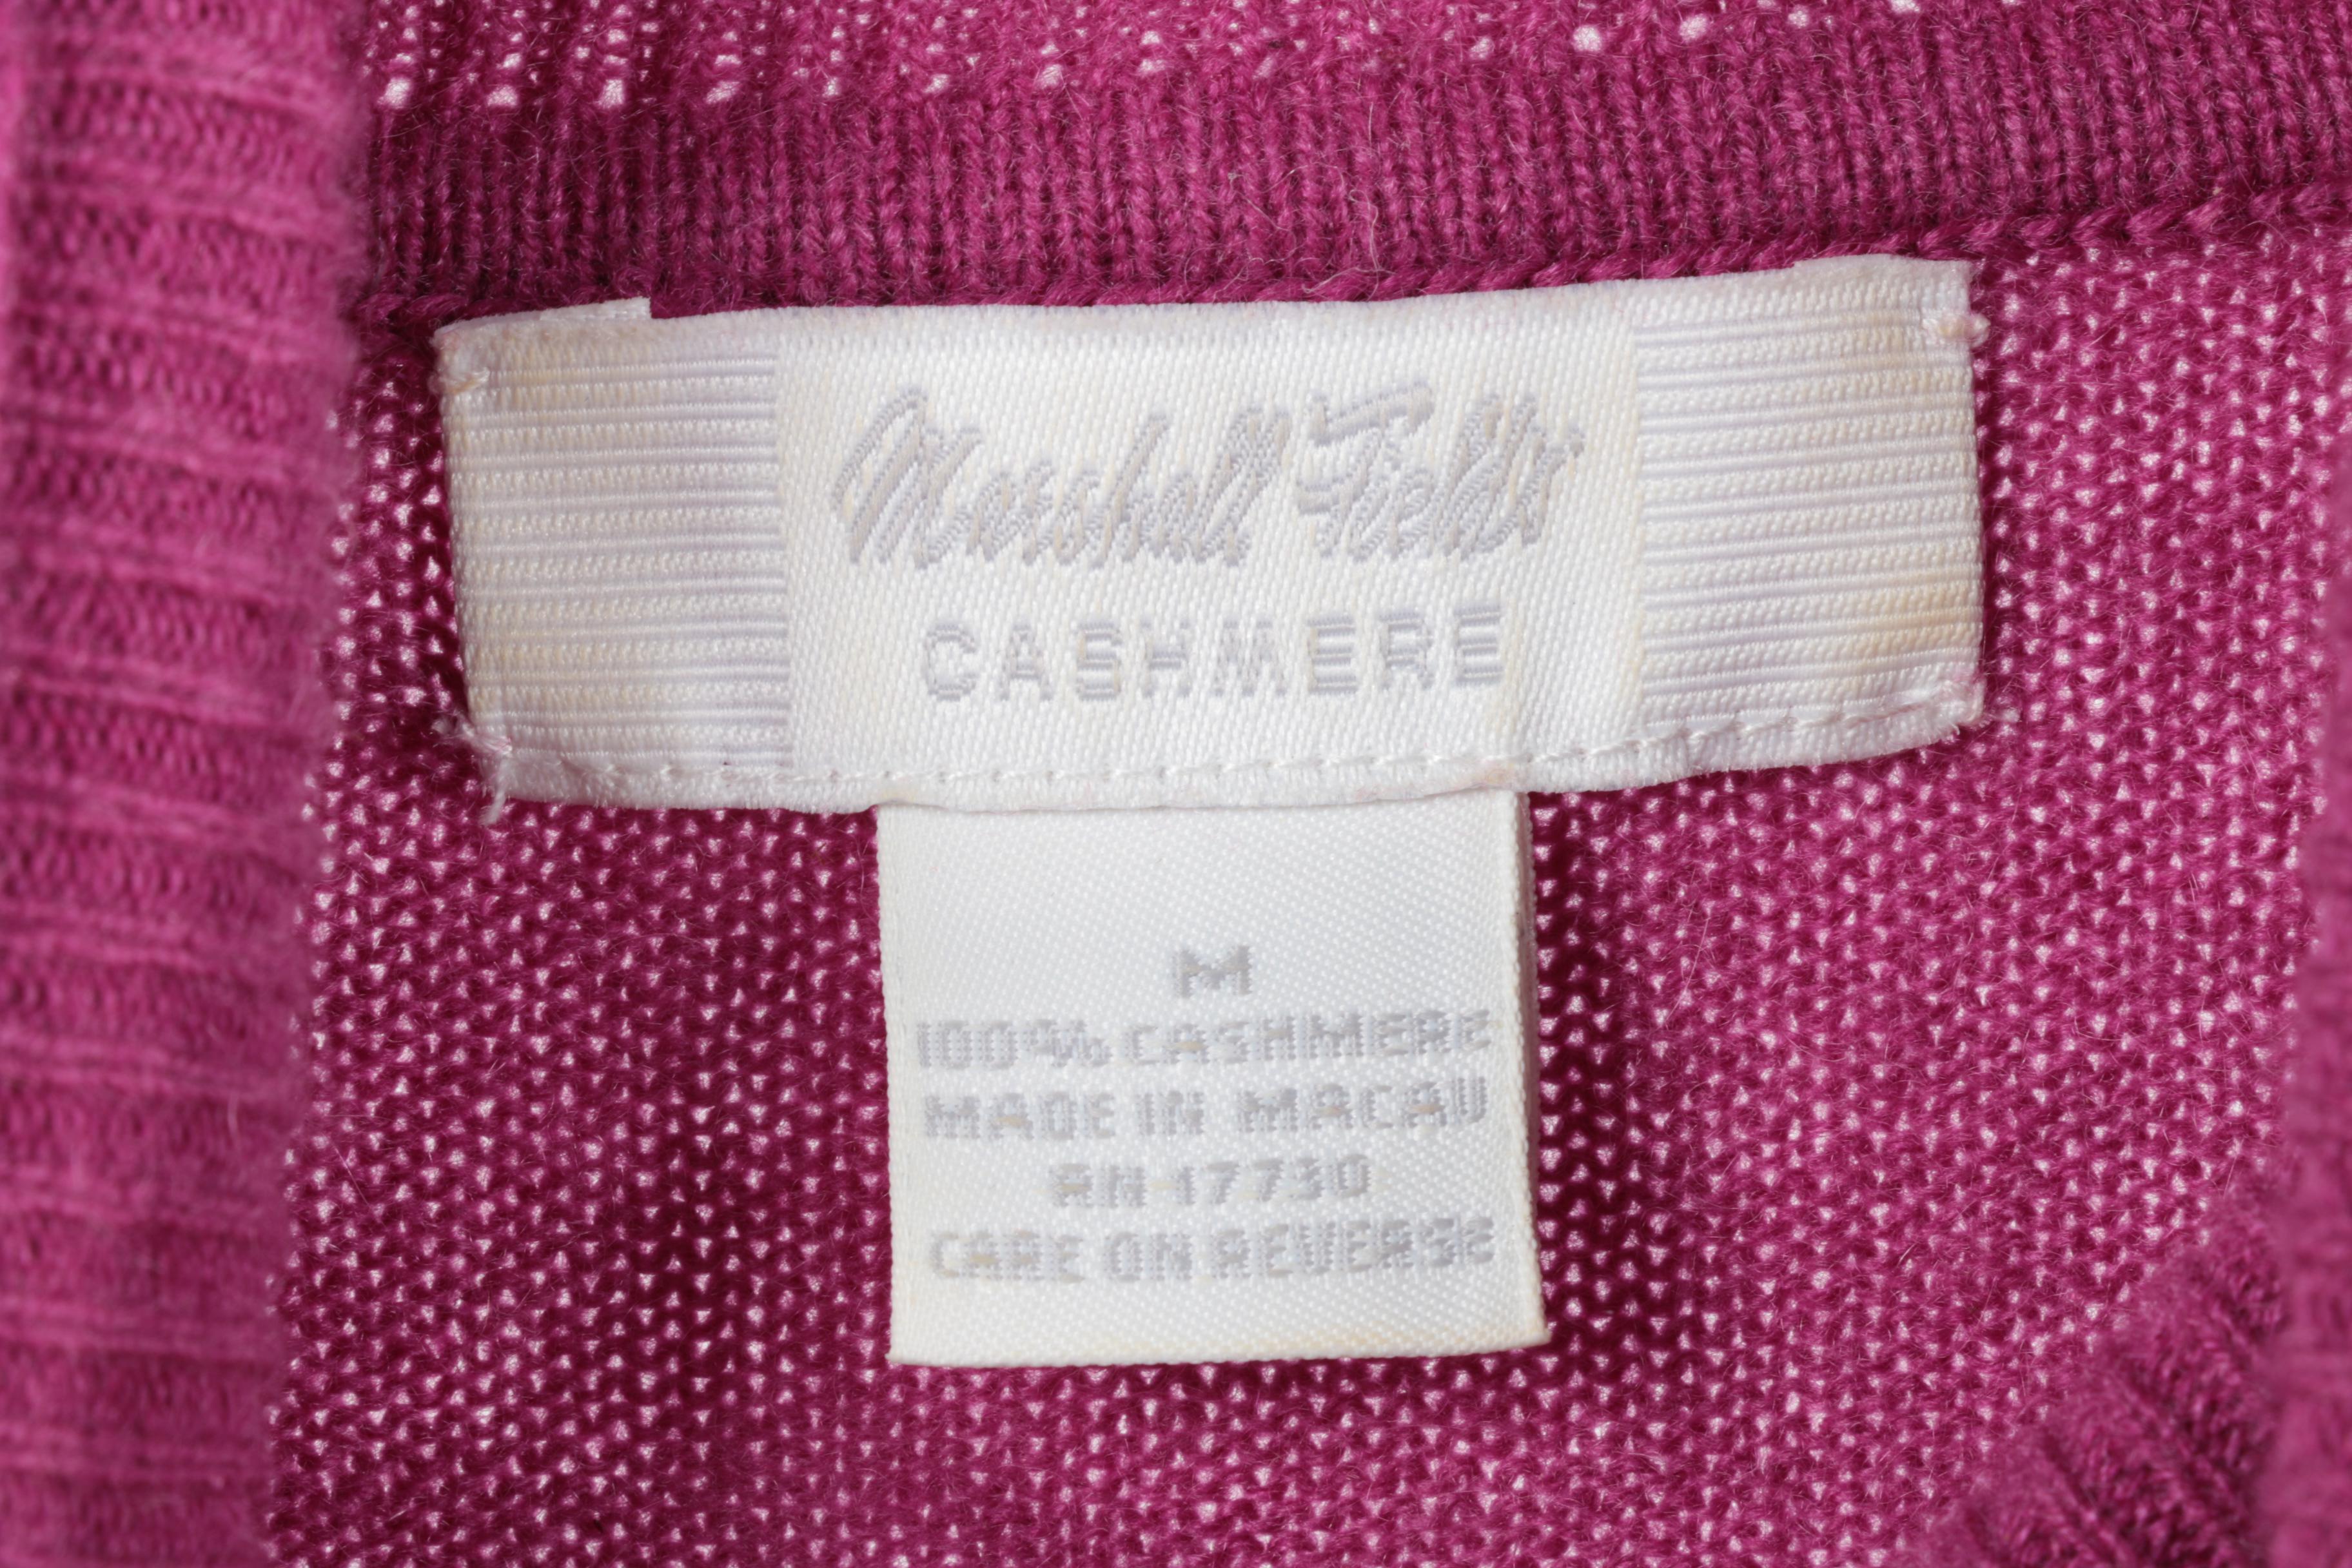 Marshall Field's
CASHMERE
M
100% CASHMERE
MADE IN MACAU
RN 17730
CARE ON REVERSE